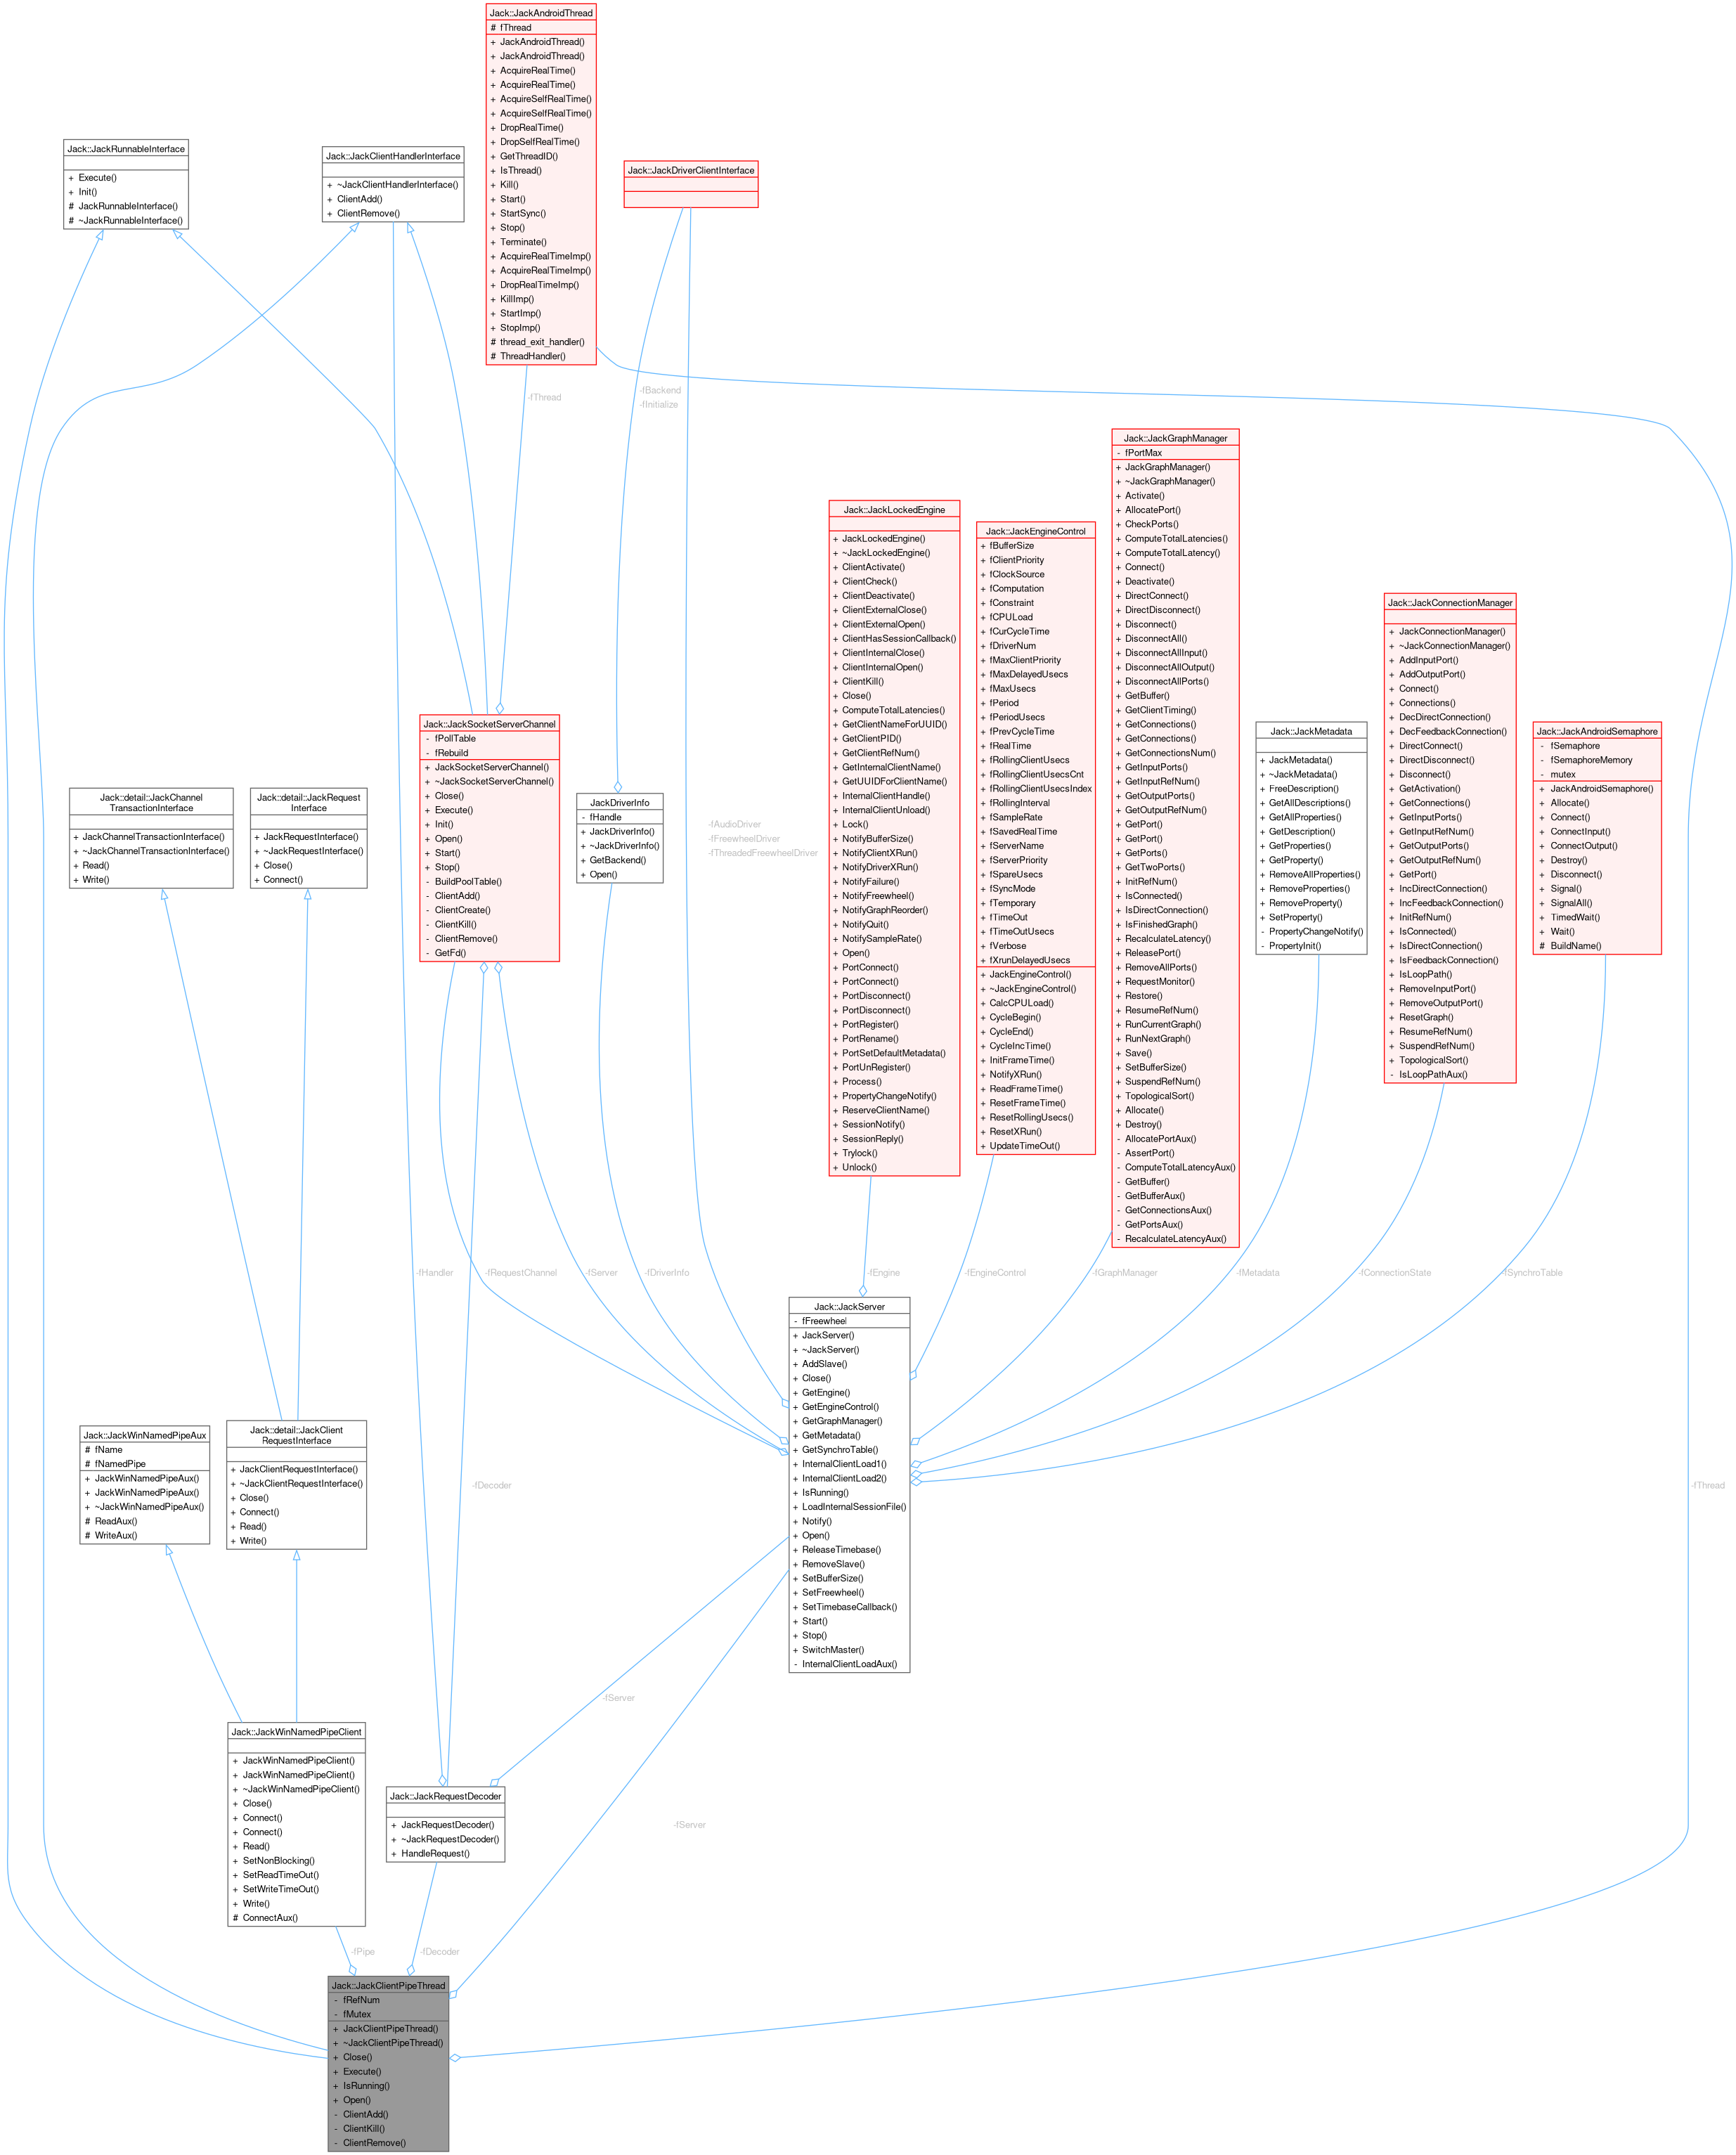 Jack::JackAndroidThread
# fThread
+ JackAndroidThread()
+ JackAndroidThread()
+ AcquireRealTime()
+ AcquireRealTime()
+ AcquireSelfRealTime()
+ AcquireSelfRealTime()
+ DropRealTime()
+ DropSelfRealTime()
+ GetThreadID()
+ IsThread()
+ Kill()
+ Start()
+ StartSync()
+ Stop()
+ Terminate()
+ AcquireRealTimeImp()
+ AcquireRealTimeImp()
+ DropRealTimeImp()
+ KillImp()
+ StartImp()
+ StopImp()
# thread_exit_handler()
# ThreadHandler()
Jack::JackRunnableInterface
+ Execute()
+ Init()
# JackRunnableInterface()
# ~JackRunnableInterface()
Jack::JackClientHandlerInterface
+ ~JackClientHandlerInterface()
+ ClientAdd()
+ ClientRemove()
Jack::JackDriverClientInterface
-fThread
-fBackend
-fInitialize
Jack::JackGraphManager
- fPortMax
+ JackGraphManager()
+ ~JackGraphManager()
+ Activate()
+ AllocatePort()
+ CheckPorts()
+ ComputeTotalLatencies()
+ ComputeTotalLatency()
+ Connect()
+ Deactivate()
+ DirectConnect()
+ DirectDisconnect()
+ Disconnect()
+ DisconnectAll()
+ DisconnectAllInput()
+ DisconnectAllOutput()
+ DisconnectAllPorts()
+ GetBuffer()
+ GetClientTiming()
+ GetConnections()
+ GetConnections()
+ GetConnectionsNum()
+ GetInputPorts()
+ GetInputRefNum()
+ GetOutputPorts()
+ GetOutputRefNum()
+ GetPort()
+ GetPort()
+ GetPorts()
+ GetTwoPorts()
+ InitRefNum()
+ IsConnected()
+ IsDirectConnection()
+ IsFinishedGraph()
+ RecalculateLatency()
+ ReleasePort()
+ RemoveAllPorts()
+ RequestMonitor()
+ Restore()
+ ResumeRefNum()
+ RunCurrentGraph()
+ RunNextGraph()
+ Save()
+ SetBufferSize()
+ SuspendRefNum()
+ TopologicalSort()
+ Allocate()
+ Destroy()
- AllocatePortAux()
- AssertPort()
- ComputeTotalLatencyAux()
- GetBuffer()
- GetBufferAux()
- GetConnectionsAux()
- GetPortsAux()
- RecalculateLatencyAux()
Jack::JackLockedEngine
+ JackLockedEngine()
+ ~JackLockedEngine()
+ ClientActivate()
+ ClientCheck()
+ ClientDeactivate()
+ ClientExternalClose()
+ ClientExternalOpen()
+ ClientHasSessionCallback()
+ ClientInternalClose()
+ ClientInternalOpen()
+ ClientKill()
+ Close()
+ ComputeTotalLatencies()
+ GetClientNameForUUID()
+ GetClientPID()
+ GetClientRefNum()
+ GetInternalClientName()
+ GetUUIDForClientName()
+ InternalClientHandle()
+ InternalClientUnload()
+ Lock()
+ NotifyBufferSize()
+ NotifyClientXRun()
+ NotifyDriverXRun()
+ NotifyFailure()
+ NotifyFreewheel()
+ NotifyGraphReorder()
+ NotifyQuit()
+ NotifySampleRate()
+ Open()
+ PortConnect()
+ PortConnect()
+ PortDisconnect()
+ PortDisconnect()
+ PortRegister()
+ PortRename()
+ PortSetDefaultMetadata()
+ PortUnRegister()
+ Process()
+ PropertyChangeNotify()
+ ReserveClientName()
+ SessionNotify()
+ SessionReply()
+ Trylock()
+ Unlock()
Jack::JackEngineControl
+ fBufferSize
+ fClientPriority
+ fClockSource
+ fComputation
+ fConstraint
+ fCPULoad
+ fCurCycleTime
+ fDriverNum
+ fMaxClientPriority
+ fMaxDelayedUsecs
+ fMaxUsecs
+ fPeriod
+ fPeriodUsecs
+ fPrevCycleTime
+ fRealTime
+ fRollingClientUsecs
+ fRollingClientUsecsCnt
+ fRollingClientUsecsIndex
+ fRollingInterval
+ fSampleRate
+ fSavedRealTime
+ fServerName
+ fServerPriority
+ fSpareUsecs
+ fSyncMode
+ fTemporary
+ fTimeOut
+ fTimeOutUsecs
+ fVerbose
+ fXrunDelayedUsecs
+ JackEngineControl()
+ ~JackEngineControl()
+ CalcCPULoad()
+ CycleBegin()
+ CycleEnd()
+ CycleIncTime()
+ InitFrameTime()
+ NotifyXRun()
+ ReadFrameTime()
+ ResetFrameTime()
+ ResetRollingUsecs()
+ ResetXRun()
+ UpdateTimeOut()
Jack::JackConnectionManager
+ JackConnectionManager()
+ ~JackConnectionManager()
+ AddInputPort()
+ AddOutputPort()
+ Connect()
+ Connections()
+ DecDirectConnection()
+ DecFeedbackConnection()
+ DirectConnect()
+ DirectDisconnect()
+ Disconnect()
+ GetActivation()
+ GetConnections()
+ GetInputPorts()
+ GetInputRefNum()
+ GetOutputPorts()
+ GetOutputRefNum()
+ GetPort()
+ IncDirectConnection()
+ IncFeedbackConnection()
+ InitRefNum()
+ IsConnected()
+ IsDirectConnection()
+ IsFeedbackConnection()
+ IsLoopPath()
+ RemoveInputPort()
+ RemoveOutputPort()
+ ResetGraph()
+ ResumeRefNum()
+ SuspendRefNum()
+ TopologicalSort()
- IsLoopPathAux()
Jack::JackSocketServerChannel
- fPollTable
- fRebuild
+ JackSocketServerChannel()
+ ~JackSocketServerChannel()
+ Close()
+ Execute()
+ Init()
+ Open()
+ Start()
+ Stop()
- BuildPoolTable()
- ClientAdd()
- ClientCreate()
- ClientKill()
- ClientRemove()
- GetFd()
Jack::JackMetadata
+ JackMetadata()
+ ~JackMetadata()
+ FreeDescription()
+ GetAllDescriptions()
+ GetAllProperties()
+ GetDescription()
+ GetProperties()
+ GetProperty()
+ RemoveAllProperties()
+ RemoveProperties()
+ RemoveProperty()
+ SetProperty()
- PropertyChangeNotify()
- PropertyInit()
Jack::JackAndroidSemaphore
- fSemaphore
- fSemaphoreMemory
- mutex
+ JackAndroidSemaphore()
+ Allocate()
+ Connect()
+ ConnectInput()
+ ConnectOutput()
+ Destroy()
+ Disconnect()
+ Signal()
+ SignalAll()
+ TimedWait()
+ Wait()
# BuildName()
Jack::detail::JackChannel
TransactionInterface
+ JackChannelTransactionInterface()
+ ~JackChannelTransactionInterface()
+ Read()
+ Write()
Jack::detail::JackRequest
Interface
+ JackRequestInterface()
+ ~JackRequestInterface()
+ Close()
+ Connect()
JackDriverInfo
- fHandle
+ JackDriverInfo()
+ ~JackDriverInfo()
+ GetBackend()
+ Open()
-fAudioDriver
-fFreewheelDriver
-fThreadedFreewheelDriver
-fHandler
-fRequestChannel
-fServer
-fDriverInfo
-fEngine
-fEngineControl
-fGraphManager
-fMetadata
-fConnectionState
-fSynchroTable
Jack::JackServer
- fFreewheel
+ JackServer()
+ ~JackServer()
+ AddSlave()
+ Close()
+ GetEngine()
+ GetEngineControl()
+ GetGraphManager()
+ GetMetadata()
+ GetSynchroTable()
+ InternalClientLoad1()
+ InternalClientLoad2()
+ IsRunning()
+ LoadInternalSessionFile()
+ Notify()
+ Open()
+ ReleaseTimebase()
+ RemoveSlave()
+ SetBufferSize()
+ SetFreewheel()
+ SetTimebaseCallback()
+ Start()
+ Stop()
+ SwitchMaster()
- InternalClientLoadAux()
Jack::JackWinNamedPipeAux
# fName
# fNamedPipe
+ JackWinNamedPipeAux()
+ JackWinNamedPipeAux()
+ ~JackWinNamedPipeAux()
# ReadAux()
# WriteAux()
Jack::detail::JackClient
RequestInterface
+ JackClientRequestInterface()
+ ~JackClientRequestInterface()
+ Close()
+ Connect()
+ Read()
+ Write()
-fDecoder
-fThread
-fServer
Jack::JackWinNamedPipeClient
+ JackWinNamedPipeClient()
+ JackWinNamedPipeClient()
+ ~JackWinNamedPipeClient()
+ Close()
+ Connect()
+ Connect()
+ Read()
+ SetNonBlocking()
+ SetReadTimeOut()
+ SetWriteTimeOut()
+ Write()
# ConnectAux()
Jack::JackRequestDecoder
+ JackRequestDecoder()
+ ~JackRequestDecoder()
+ HandleRequest()
-fServer
-fPipe
-fDecoder
Jack::JackClientPipeThread
- fRefNum
- fMutex
+ JackClientPipeThread()
+ ~JackClientPipeThread()
+ Close()
+ Execute()
+ IsRunning()
+ Open()
- ClientAdd()
- ClientKill()
- ClientRemove()